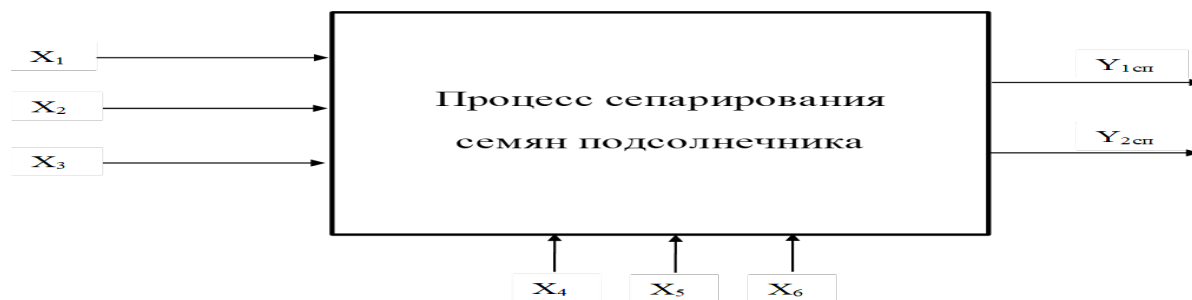 X₁
X₂
X₃
Процесс сепарирования
семян подсолнечника
Y₁сп
Y₂сп
X₄
X₅
X₆